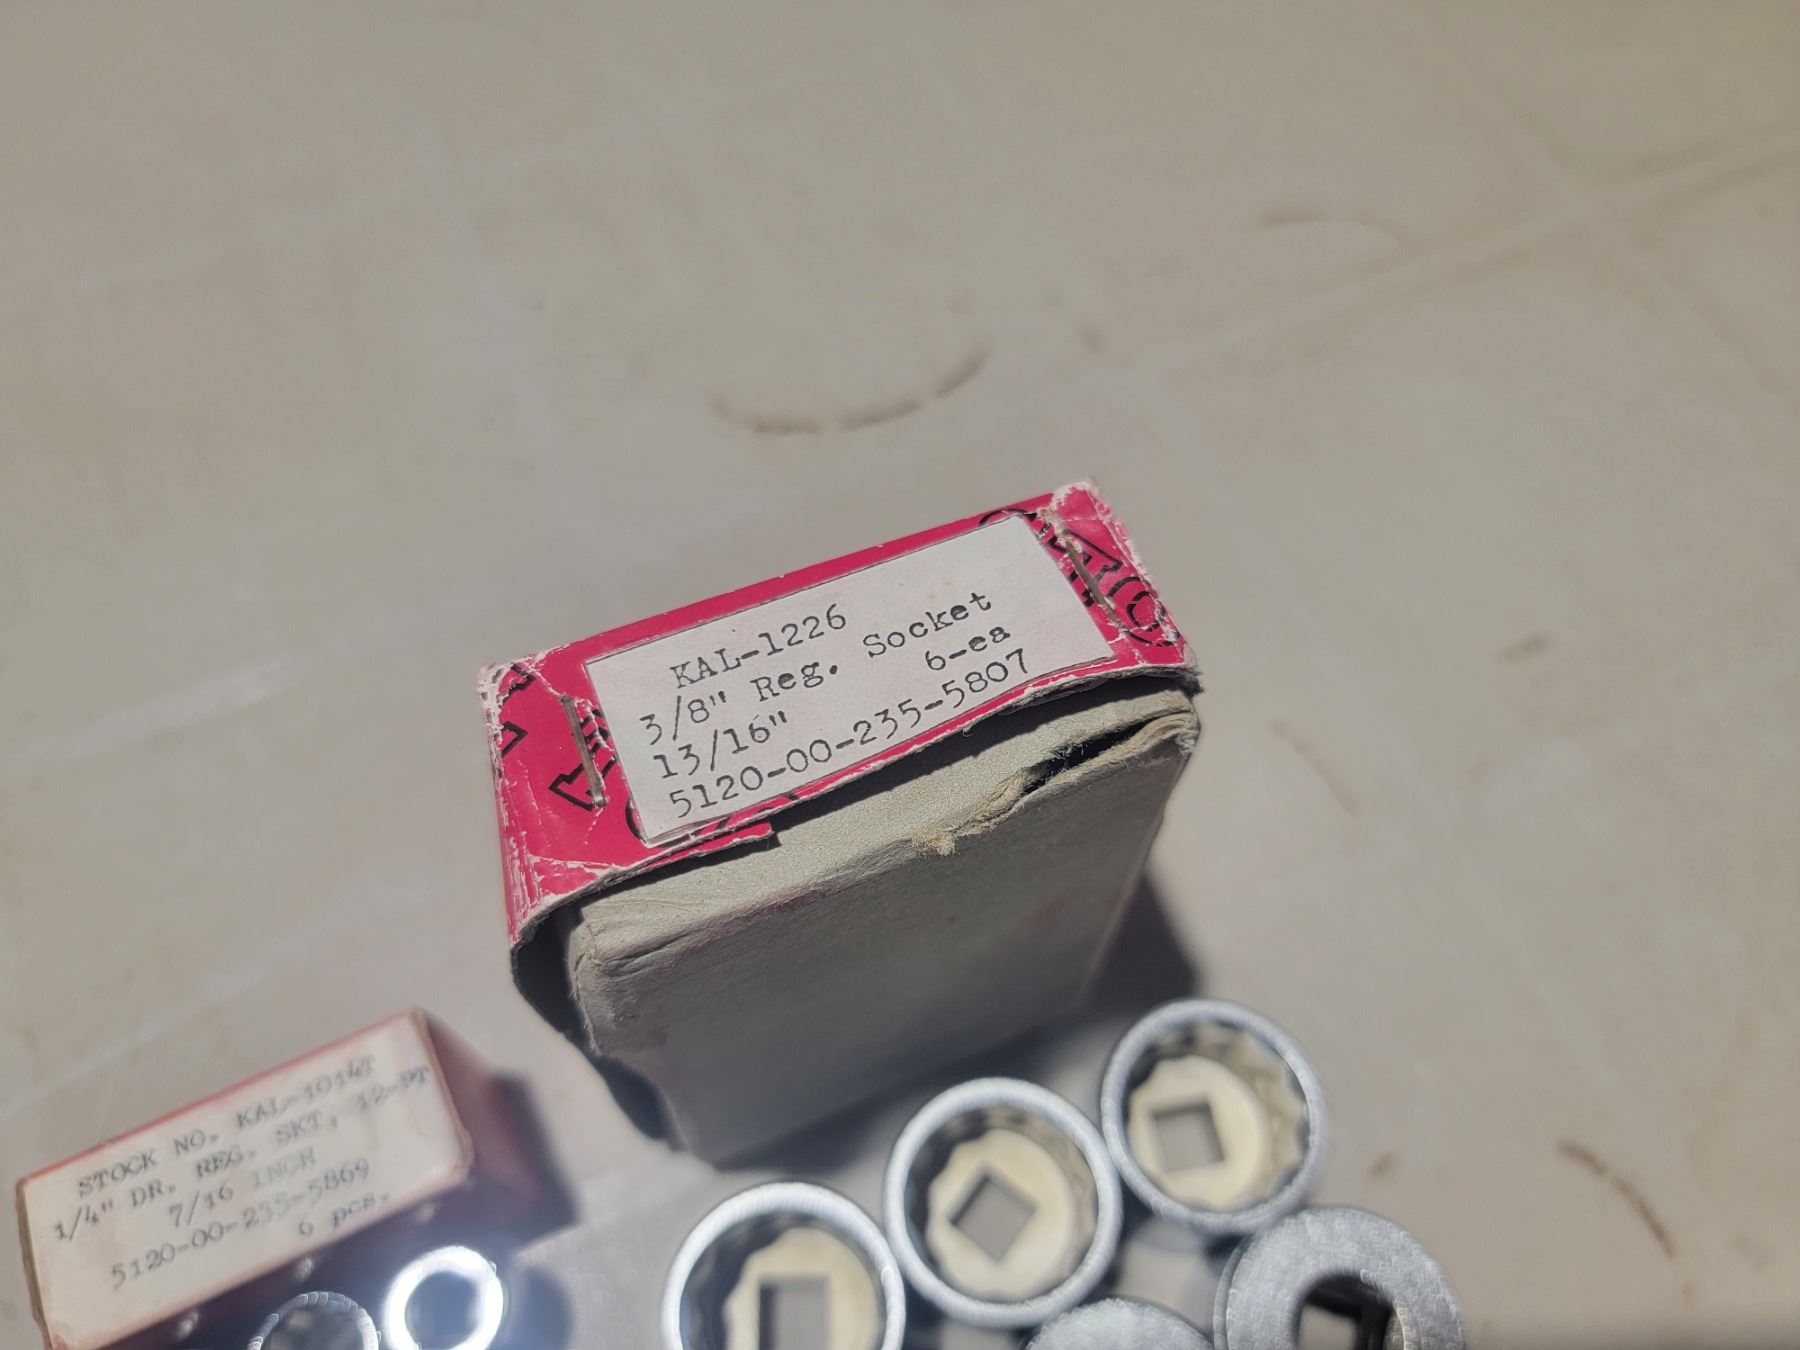 KAL-1226
3/8" Reg. Socket
13/16" 6-ea
5120-00-235-5807
STOCK NO. KAL-1014T
1/4" DR. REG. SKT, 12-PT
7/16 INCH
5120-00-235-5869
6 pcs.